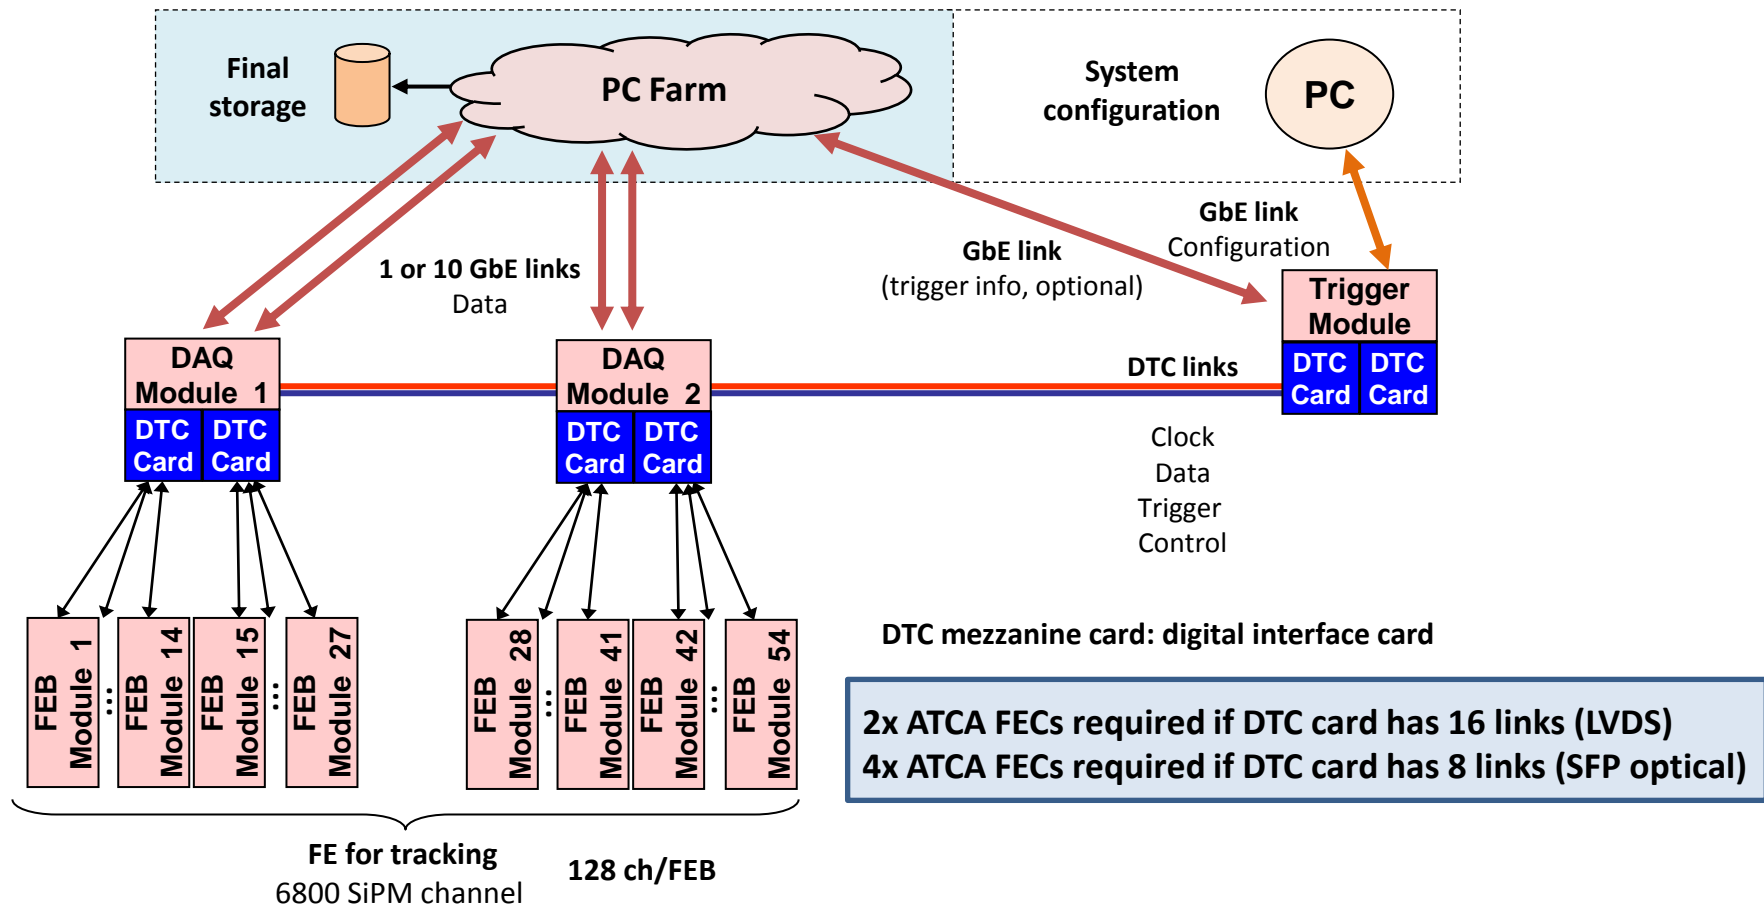 Final
storage
PC Farm
System
configuration
PC
GbE link
Configuration
GbE link
(trigger info, optional)
1 or 10 GbE links
Data
Trigger
Module
DTC
Card
DTC
Card
DAQ
Module 1
DTC
Card
DTC
Card
DAQ
Module 2
DTC
Card
DTC
Card
DTC links
Clock
Data
Trigger
Control
FEB
Module 1
...
FEB
Module 14
FEB
Module 15
...
FEB
Module 27
FEB
Module 28
...
FEB
Module 41
FEB
Module 42
...
FEB
Module 54
DTC mezzanine card: digital interface card
2x ATCA FECs required if DTC card has 16 links (LVDS)
4x ATCA FECs required if DTC card has 8 links (SFP optical)
FE for tracking
6800 SiPM channel
128 ch/FEB